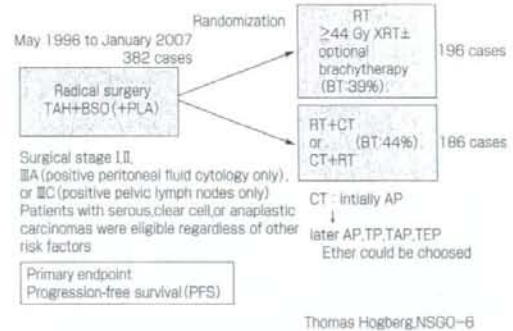 Randomization
May 1996 to January 2007
382 cases
Radical surgery
TAH+BSO(+PLA)
RT
≥44 Gy XRT±
optional
brachytherapy
(BT:39%)
196 cases
RT+CT
or (BT:44%)
CT+RT
186 cases
Surgical stage I,II,
ⅢA(positive peritoneal fluid cytology only),
or ⅢC(positive pelvic lymph nodes only)
Patients with serous,clear cell,or anaplastic
carcinomas were eligible regardless of other
risk factors
CT : intially AP
↓
later AP,TP,TAP,TEP
Ether could be choosed
Primary endpoint
Progression-free survival(PFS)
Thomas Hogberg,NSGO-6